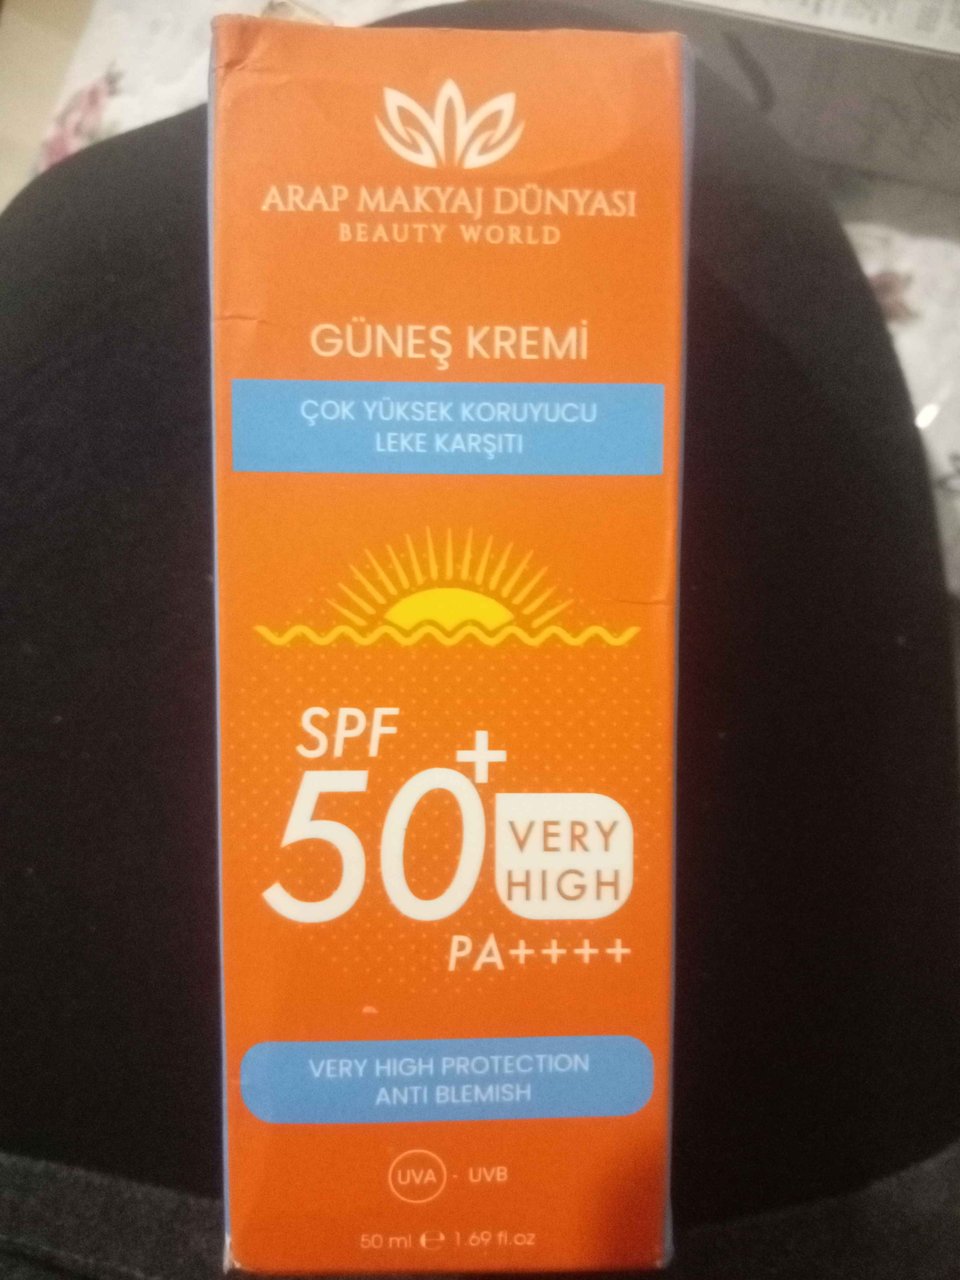 ARAP MAKYAJ DÜNYASI
BEAUTY WORLD
GÜNEŞ KREMİ
ÇOK YÜKSEK KORUYUCU
LEKE KARŞITI
SPF
50+
VERY
HIGH
PA++++
VERY HIGH PROTECTION
ANTI BLEMISH
UVA - UVB
50 ml ℮ 1.69 fl.oz